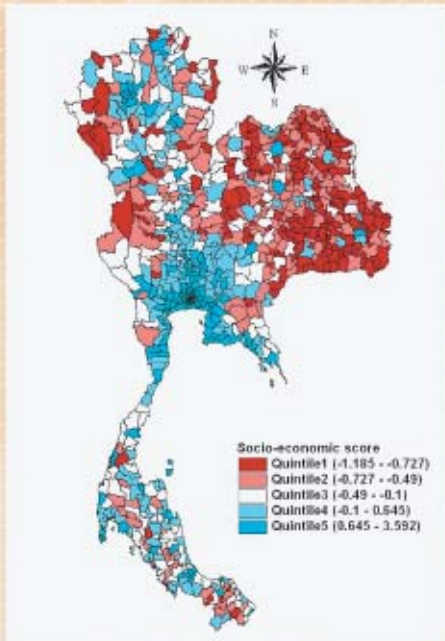 N
W E
S
Socio-economic score
Quintile1 (-1.185 - -0.727)
Quintile2 (-0.727 - -0.49)
Quintile3 (-0.49 - -0.1)
Quintile4 (-0.1 - 0.645)
Quintile5 (0.645 - 3.592)